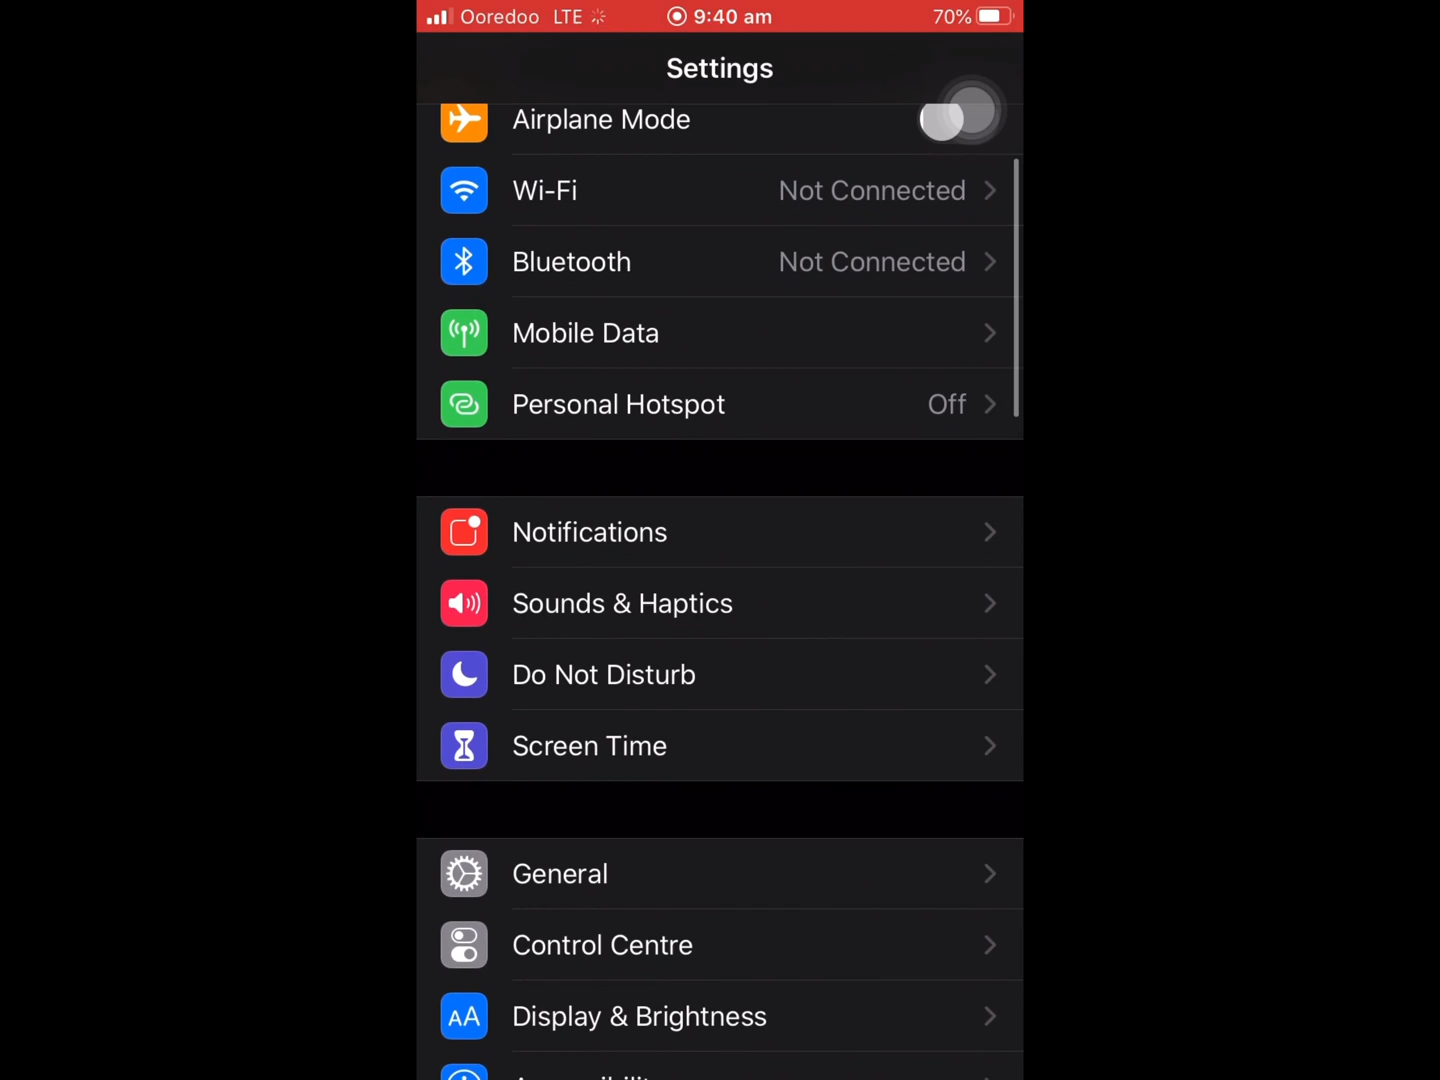 Ooredoo LTE 9:40 am 70%
Settings
Airplane Mode
Wi-Fi Not Connected
Bluetooth Not Connected
Mobile Data
Personal Hotspot Off
Notifications
Sounds & Haptics
Do Not Disturb
Screen Time
General
Control Centre
AA Display & Brightness